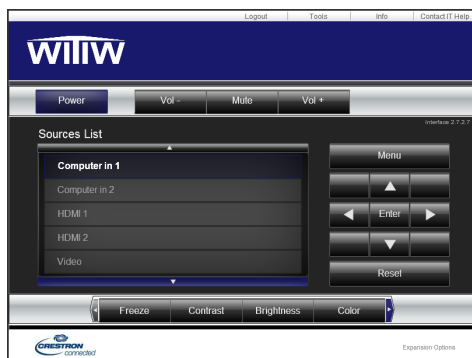 Logout Tools Info Contact IT Help
WiTiW
Power Vol - Mute Vol +
Interface 2.7.2.7
Sources List
Computer in 1
Computer in 2
HDMI 1
HDMI 2
Video
Menu
Enter
Reset
Freeze Contrast Brightness Color
CRESTRON
connected
Expansion Options